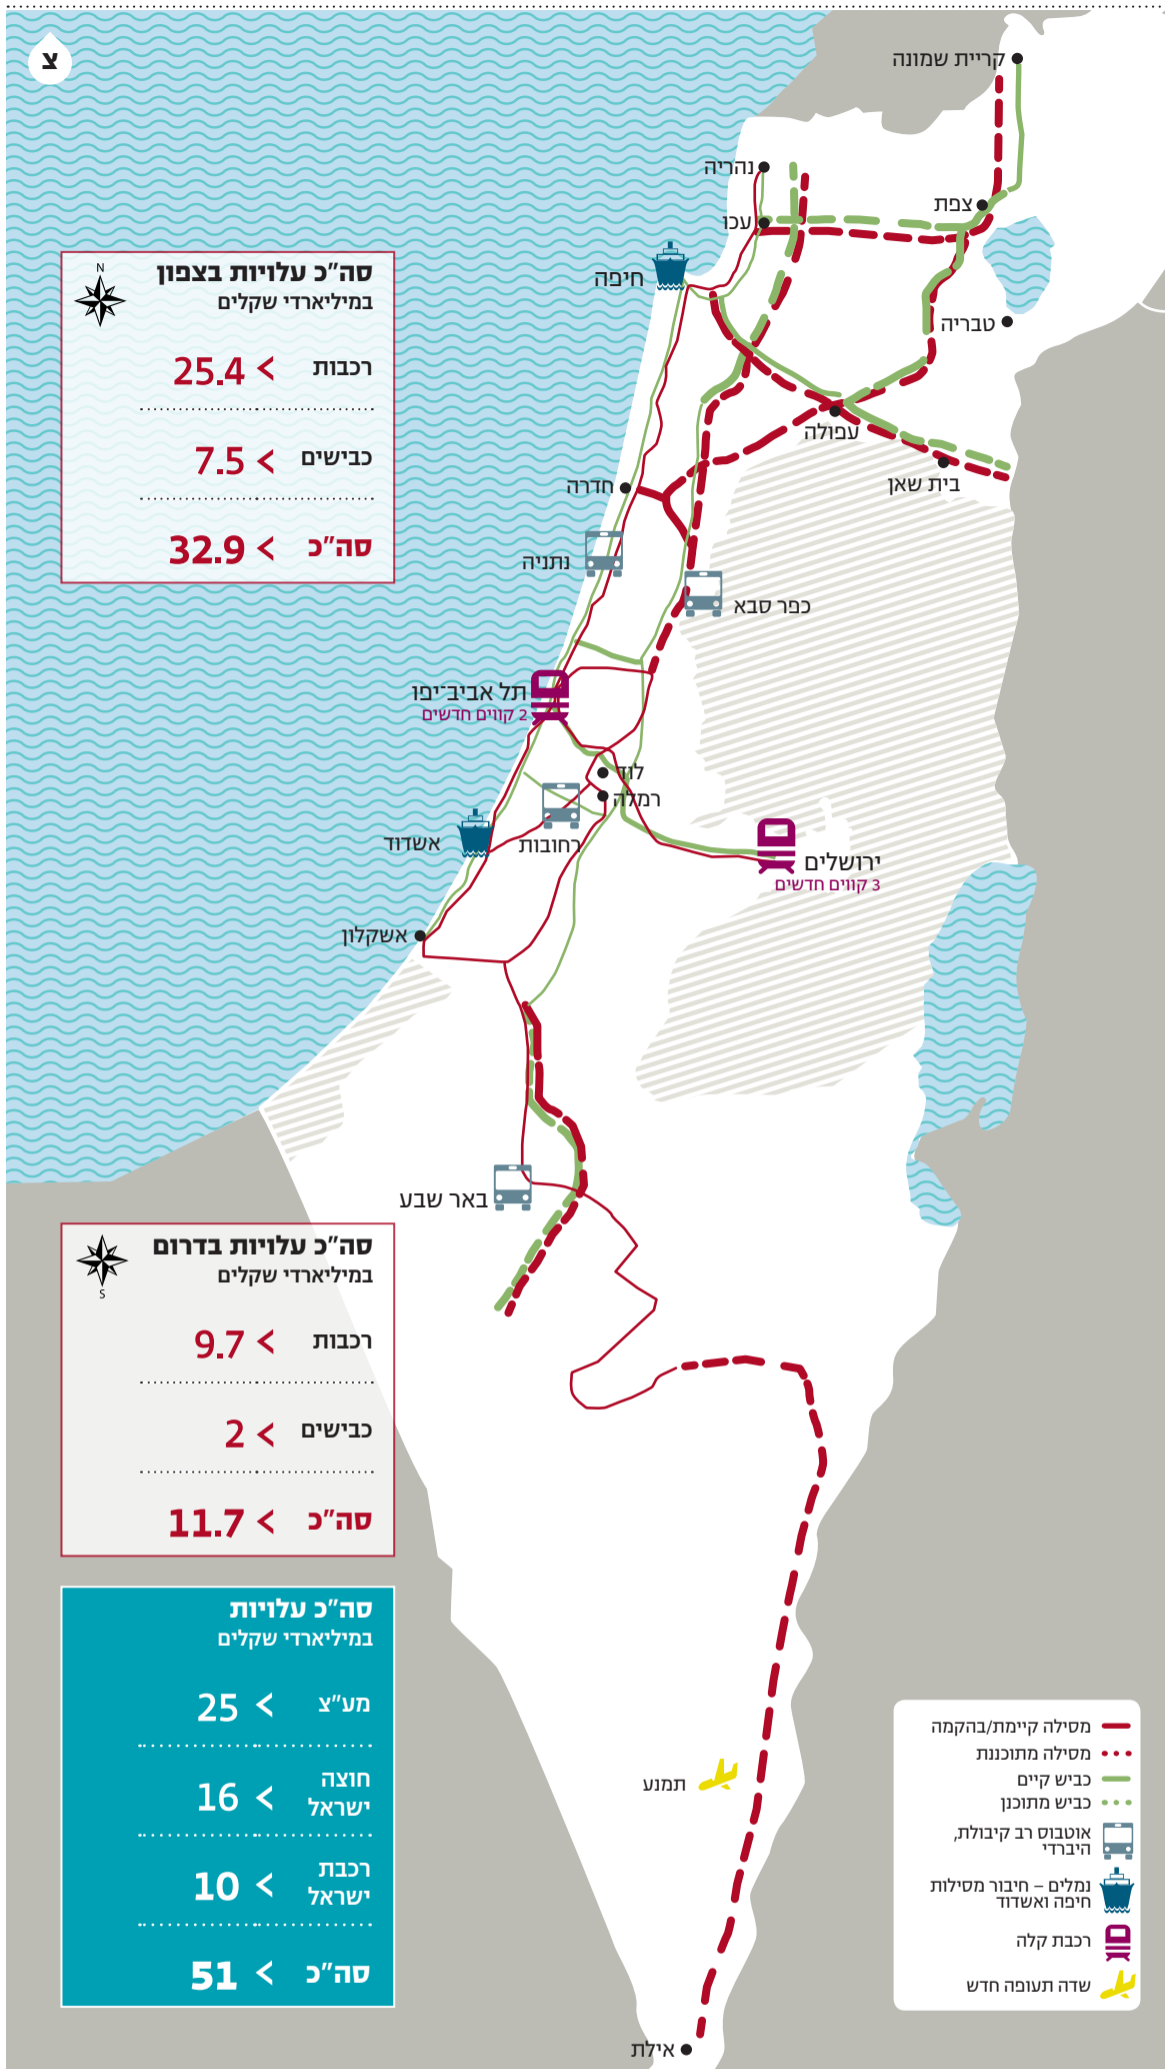 צ
קריית שמונה
נהריה
צפת
עכו
חיפה
טבריה
עפולה
בית שאן
חדרה
נתניה
כפר סבא
תל אביב־יפו
2 קווים חדשים
לוד
רמלה
רחובות
אשדוד
ירושלים
3 קווים חדשים
אשקלון
באר שבע
תמנע
אילת
N
סה"כ עלויות בצפון
במיליארדי שקלים
רכבות > 25.4
כבישים > 7.5
סה"כ > 32.9
סה"כ עלויות בדרום
במיליארדי שקלים
S
רכבות > 9.7
כבישים > 2
סה"כ > 11.7
סה"כ עלויות
במיליארדי שקלים
מע"צ > 25
חוצה
ישראל > 16
רכבת
ישראל > 10
סה"כ > 51
מסילה קיימת/בהקמה
מסילה מתוכננת
כביש קיים
כביש מתוכנן
אוטבוס רב קיבולת,
היברדי
נמלים – חיבור מסילות
חיפה ואשדוד
רכבת קלה
שדה תעופה חדש